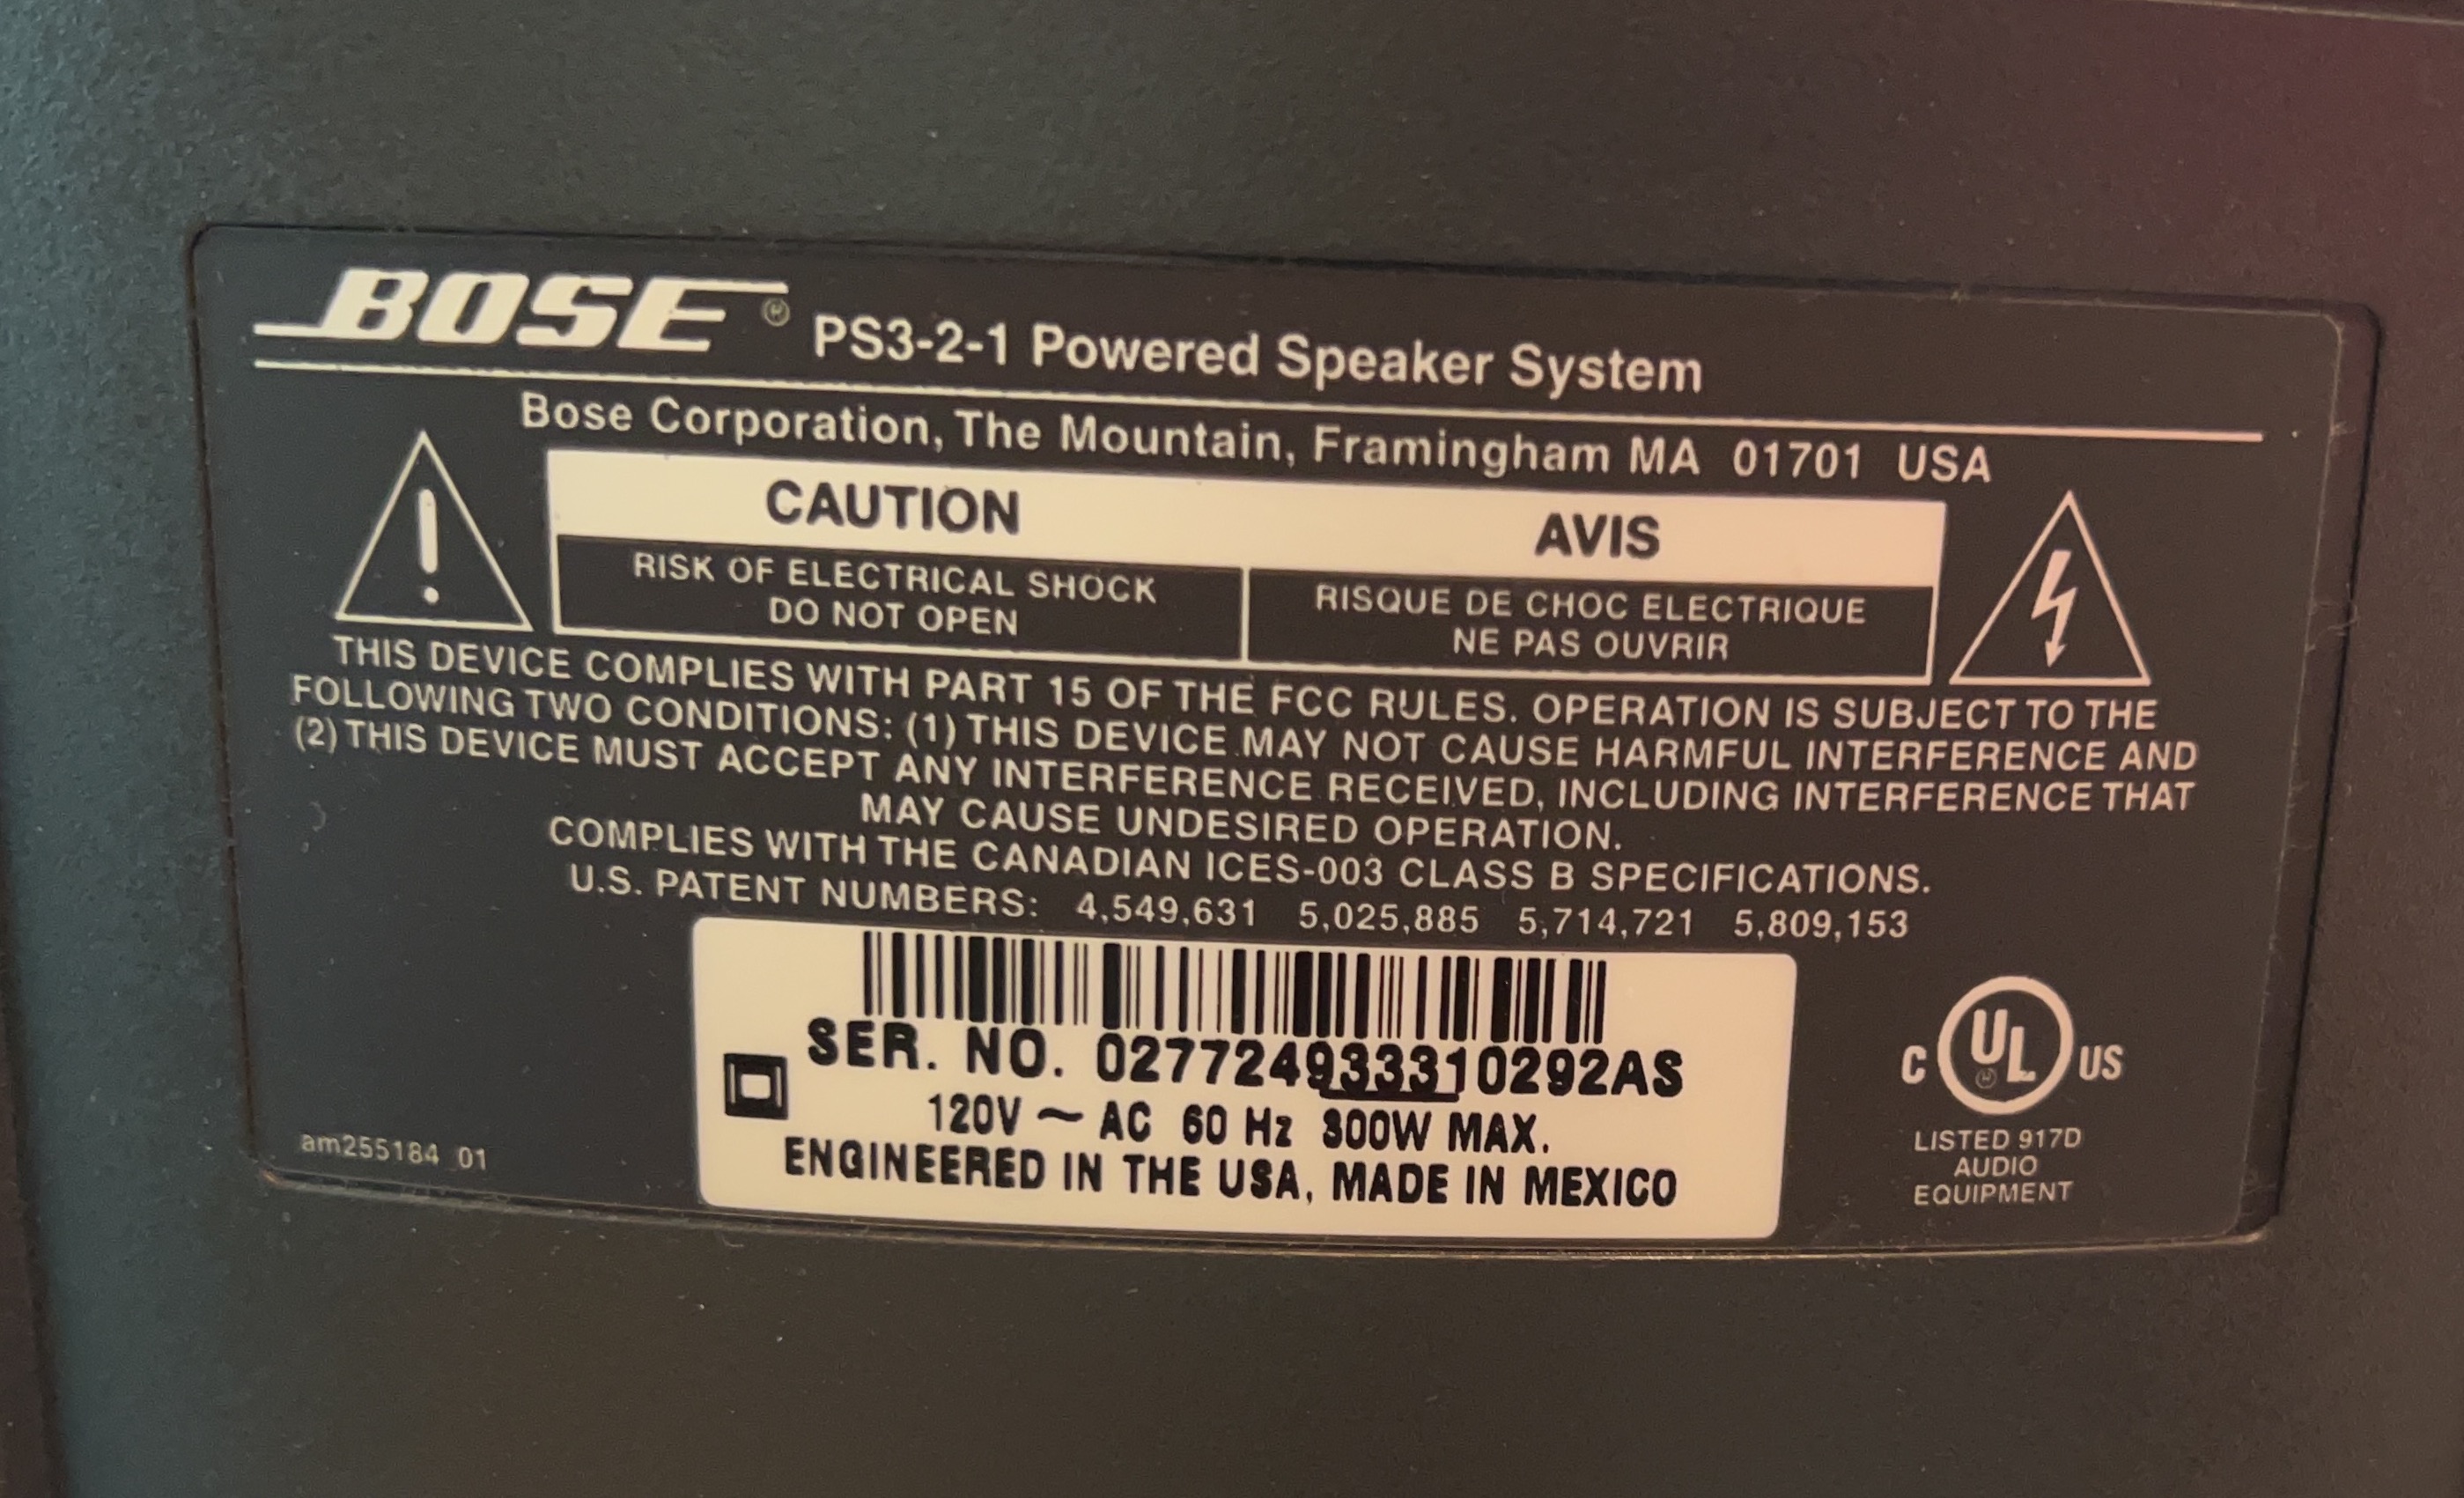 BOSE® PS3-2-1 Powered Speaker System
Bose Corporation, The Mountain, Framingham MA 01701 USA
CAUTION AVIS
RISK OF ELECTRICAL SHOCK
DO NOT OPEN
RISQUE DE CHOC ELECTRIQUE
NE PAS OUVRIR
THIS DEVICE COMPLIES WITH PART 15 OF THE FCC RULES. OPERATION IS SUBJECT TO THE
FOLLOWING TWO CONDITIONS: (1) THIS DEVICE MAY NOT CAUSE HARMFUL INTERFERENCE AND
(2) THIS DEVICE MUST ACCEPT ANY INTERFERENCE RECEIVED, INCLUDING INTERFERENCE THAT
MAY CAUSE UNDESIRED OPERATION.
COMPLIES WITH THE CANADIAN ICES-003 CLASS B SPECIFICATIONS.
U.S. PATENT NUMBERS: 4,549,631 5,025,885 5,714,721 5,809,153
SER. NO. 027724933310292AS
120V ~ AC 60 Hz 300W MAX.
ENGINEERED IN THE USA, MADE IN MEXICO
am255184_01
C UL® US
LISTED 917D
AUDIO
EQUIPMENT